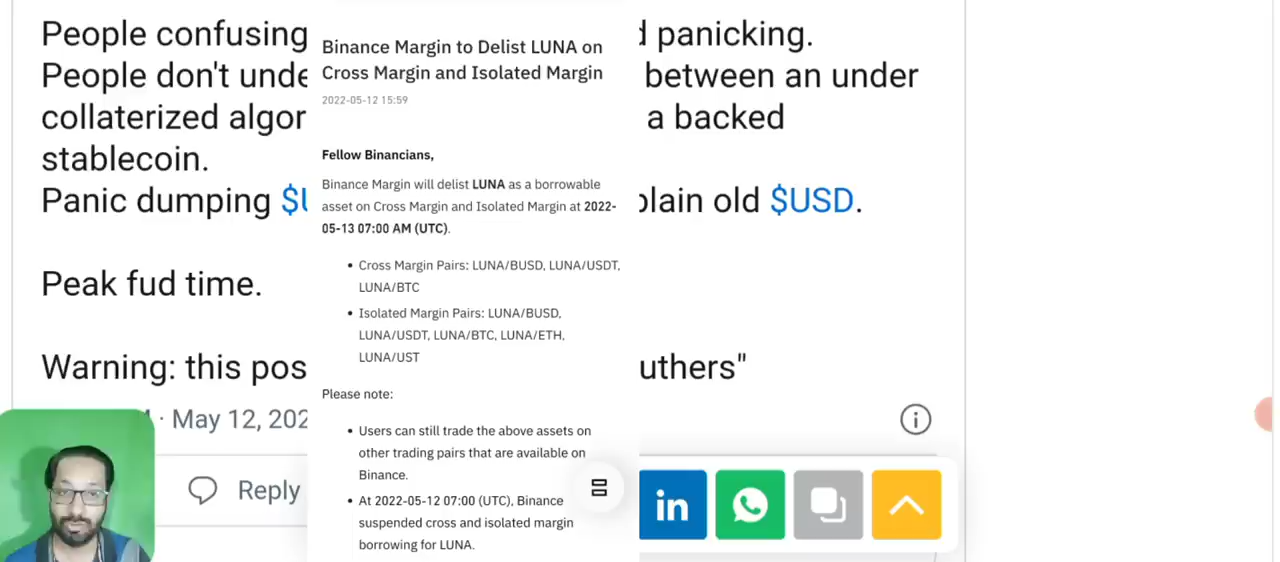 People confusing
d panicking.
People don't unde
between an under
collaterized algor
a backed
stablecoin.
Panic dumping $U
plain old $USD.
Peak fud time.
Warning: this pos
uthers"
M · May 12, 202
Reply
Binance Margin to Delist LUNA on
Cross Margin and Isolated Margin
2022-05-12 15:59
Fellow Binancians,
Binance Margin will delist LUNA as a borrowable
asset on Cross Margin and Isolated Margin at 2022-
05-13 07:00 AM (UTC).
• Cross Margin Pairs: LUNA/BUSD, LUNA/USDT,
LUNA/BTC
• Isolated Margin Pairs: LUNA/BUSD,
LUNA/USDT, LUNA/BTC, LUNA/ETH,
LUNA/UST
Please note:
• Users can still trade the above assets on
other trading pairs that are available on
Binance.
• At 2022-05-12 07:00 (UTC), Binance
suspended cross and isolated margin
borrowing for LUNA.
in